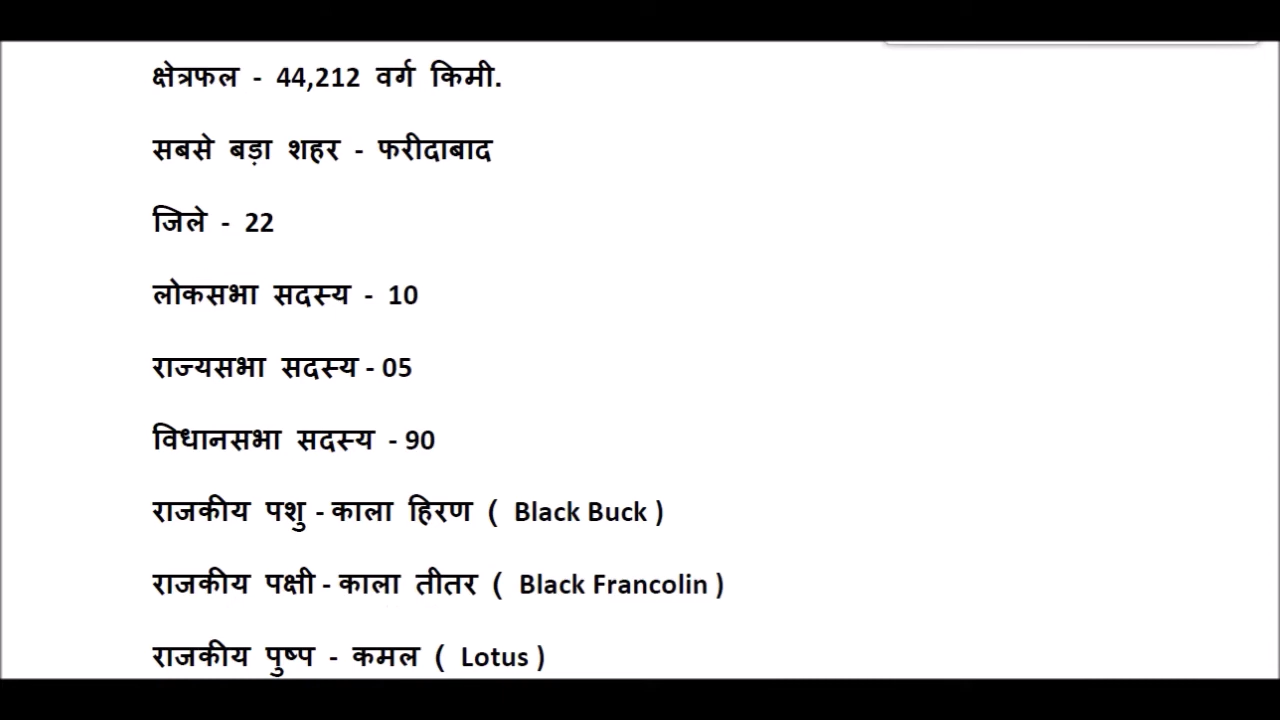 क्षेत्रफल - 44,212 वर्ग किमी.
सबसे बड़ा शहर - फरीदाबाद
जिले - 22
लोकसभा सदस्य - 10
राज्यसभा सदस्य - 05
विधानसभा सदस्य - 90
राजकीय पशु - काला हिरण ( Black Buck )
राजकीय पक्षी - काला तीतर ( Black Francolin )
राजकीय पुष्प - कमल ( Lotus )